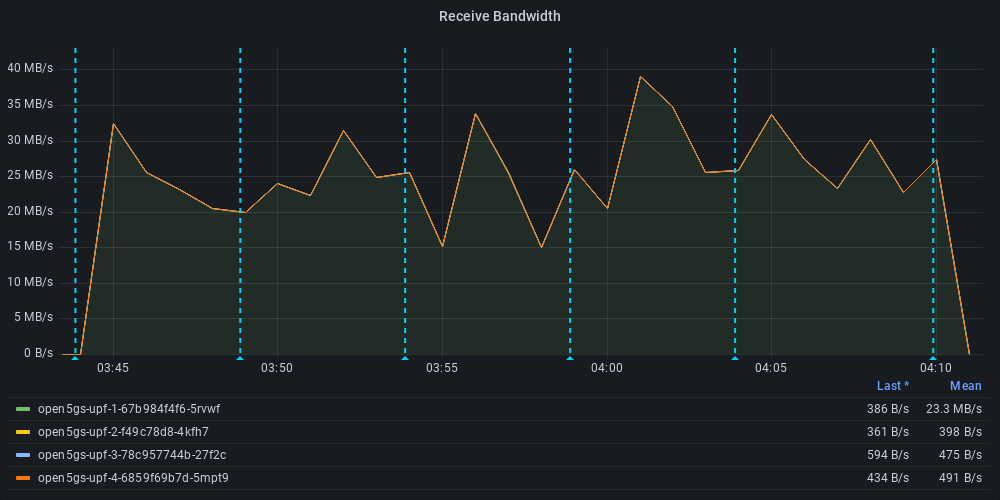 Receive Bandwidth
40 MB/s
35 MB/s
30 MB/s
25 MB/s
20 MB/s
15 MB/s
10 MB/s
5 MB/s
0 B/s
03:45 03:50 03:55 04:00 04:05 04:10
Last * Mean
open5gs-upf-1-67b984f4f6-5rvwf 386 B/s 23.3 MB/s
open5gs-upf-2-f49c78d8-4kfh7 361 B/s 398 B/s
open5gs-upf-3-78c957744b-27f2c 594 B/s 475 B/s
open5gs-upf-4-6859f69b7d-5mpt9 434 B/s 491 B/s